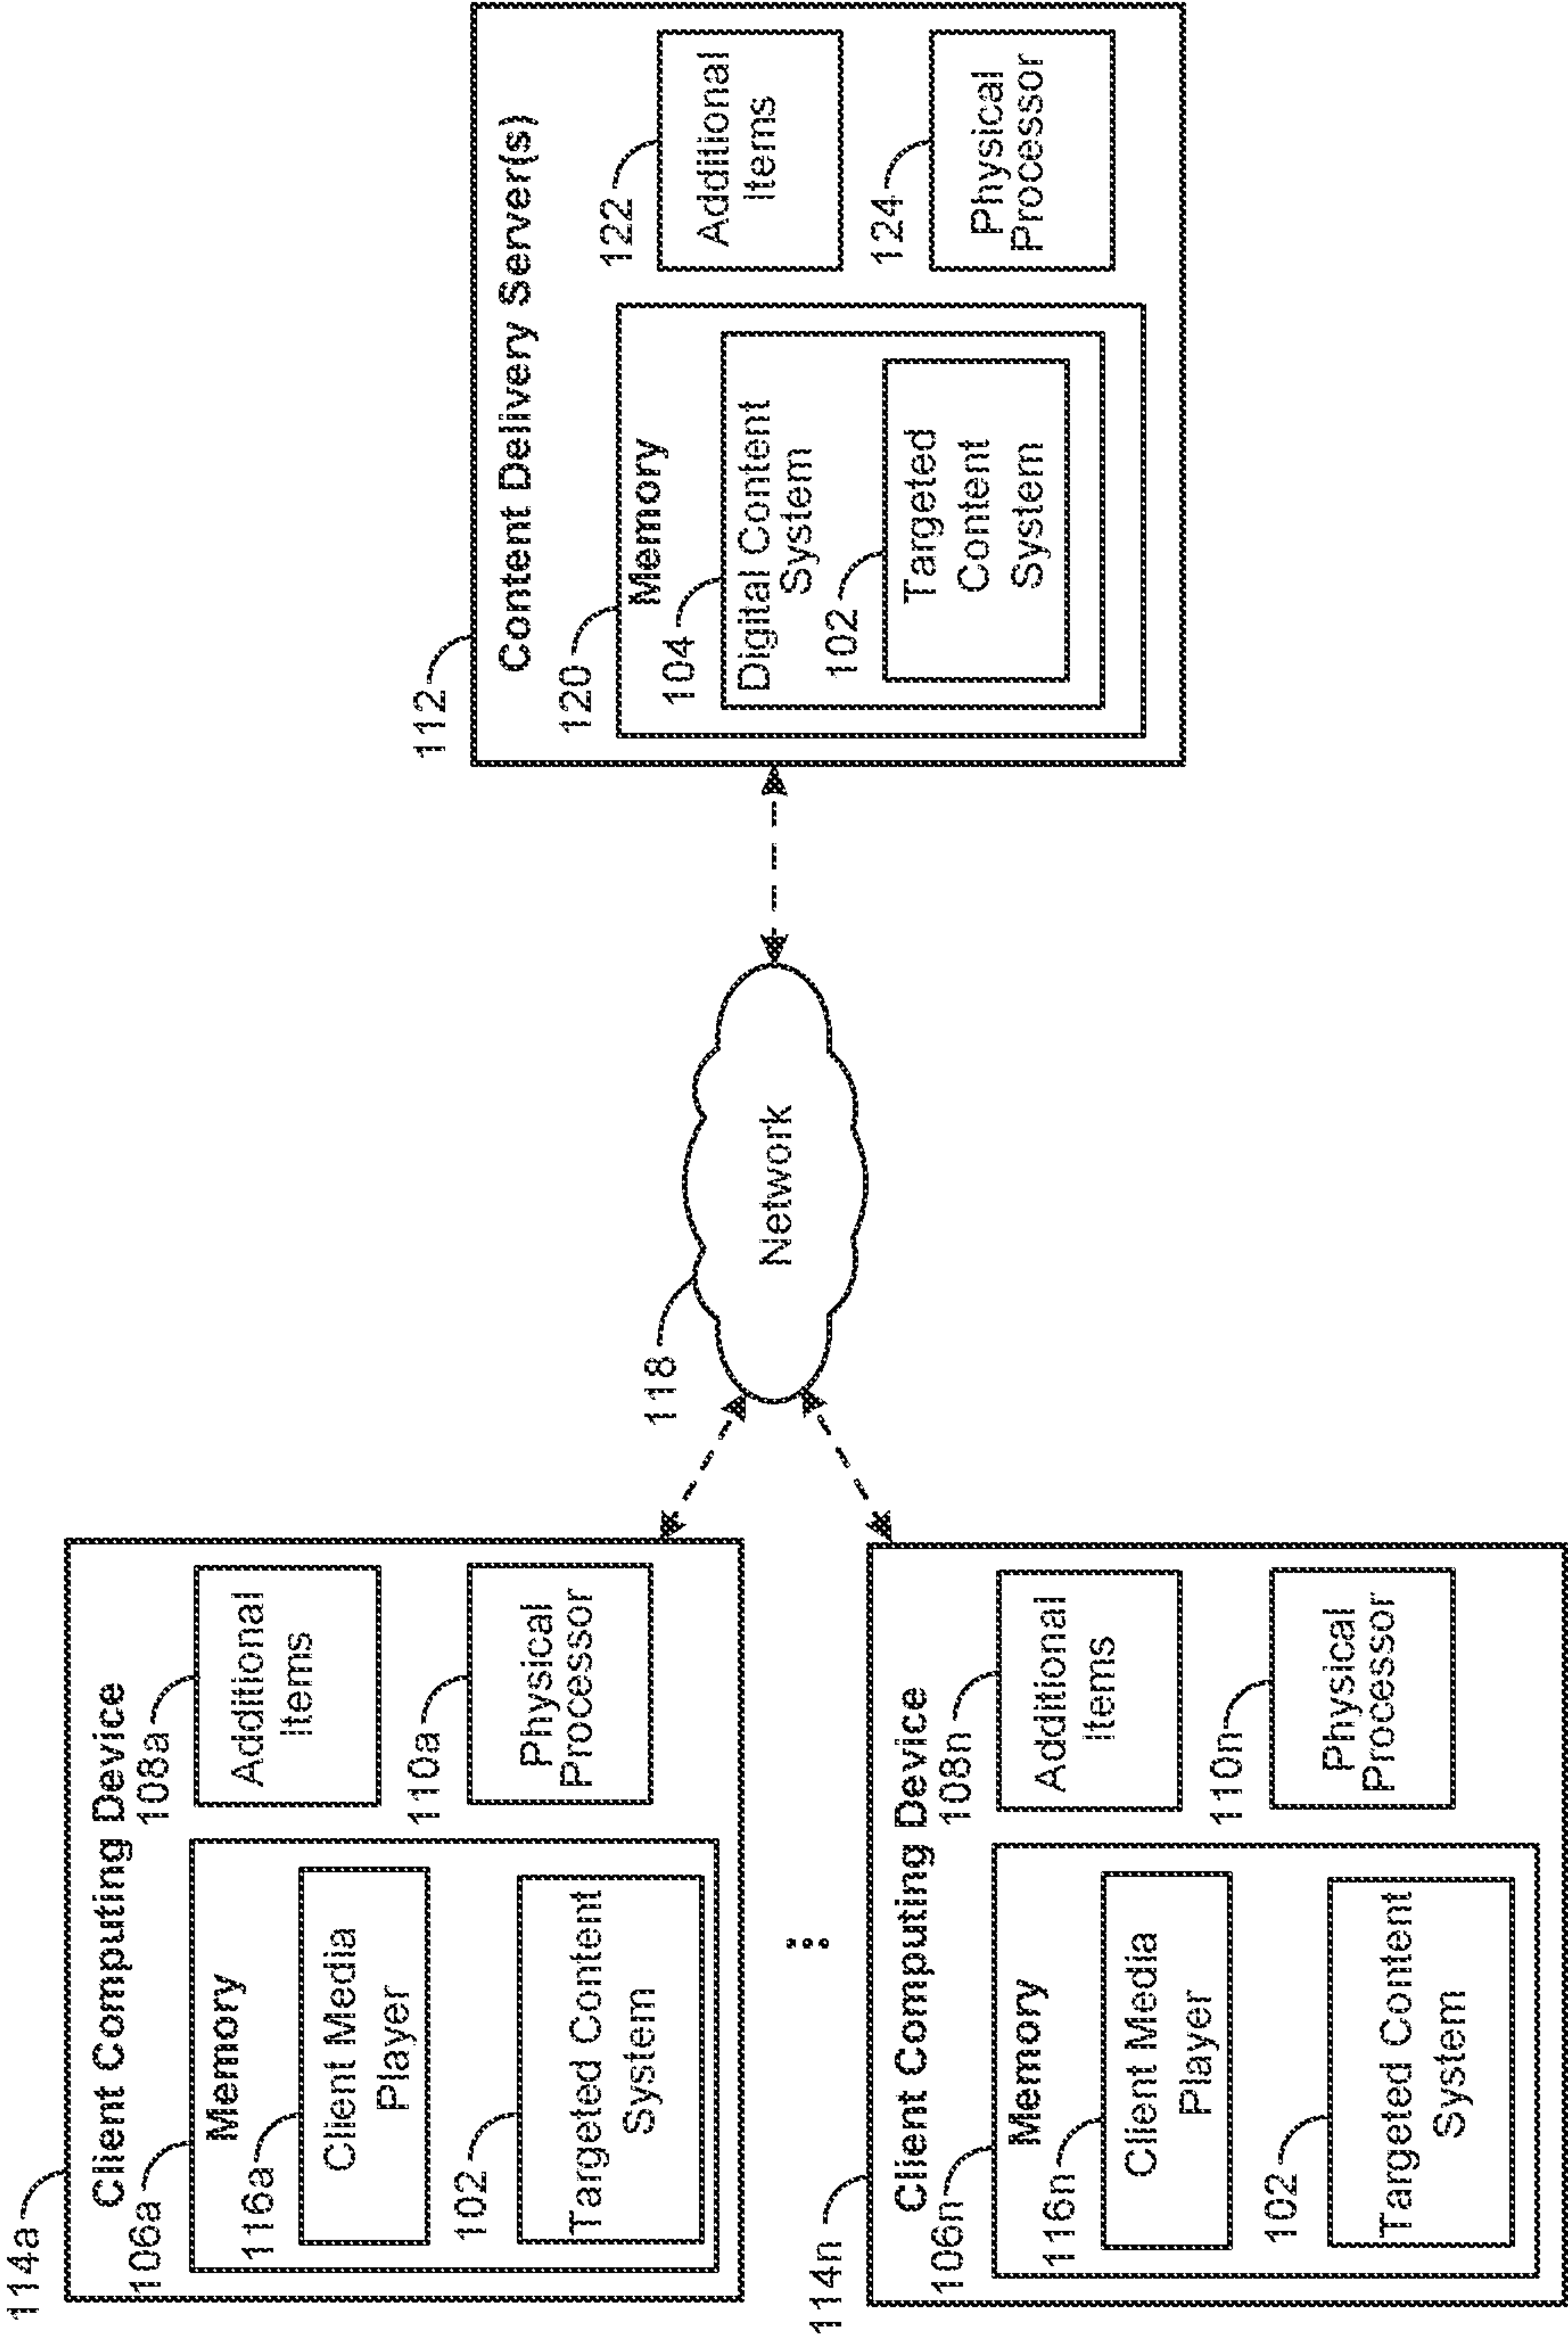 114a
Client Computing Device
106a
Memory
116a
Client Media
Player
102
Targeted Content
System
108a
Additional
Items
110a
Physical
Processor
114n
Client Computing Device
106n
Memory
116n
Client Media
Player
102
Targeted Content
System
108n
Additional
Items
110n
Physical
Processor
118
Network
112
Content Delivery Server(s)
120
Memory
104
Digital Content
System
102
Targeted
Content
System
122
Additional
Items
124
Physical
Processor